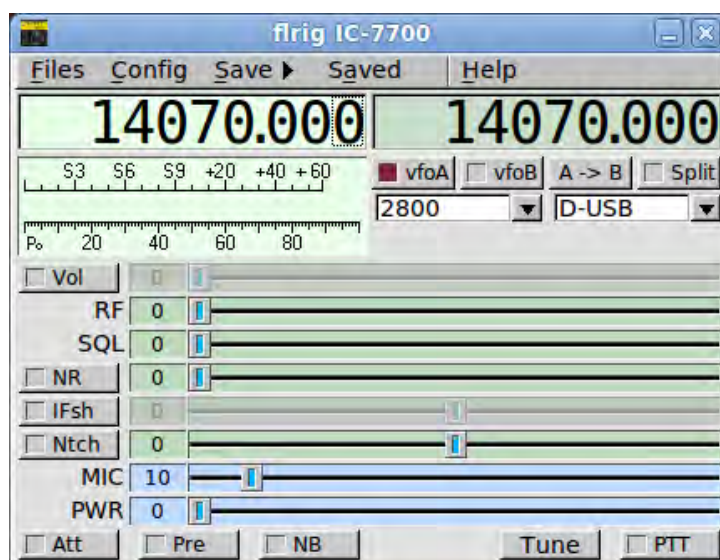 flrig IC-7700
Files Config Save Saved Help
14070.000 14070.000
S3 S6 S9 +20 +40 +60
vfoA vfoB A -> B Split
2800 D-USB
Po 20 40 60 80
Vol 0
RF 0
SQL 0
NR 0
IFsh 0
Ntch 0
MIC 10
PWR 0
Att Pre NB Tune PTT